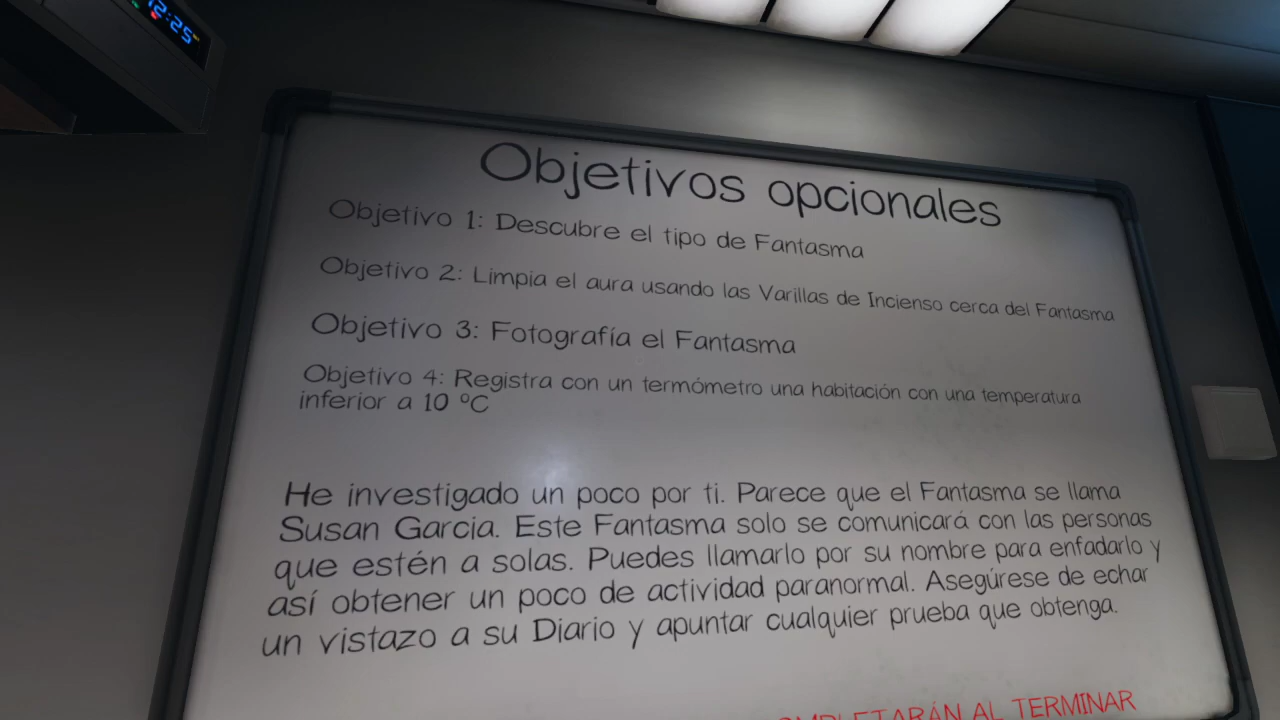 12:25
Objetivos opcionales
Objetivo 1: Descubre el tipo de Fantasma
Objetivo 2: Limpia el aura usando las Varillas de Incienso cerca del Fantasma
Objetivo 3: Fotografía el Fantasma
Objetivo 4: Registra con un termómetro una habitación con una temperatura
inferior a 10 ºC
He investigado un poco por ti. Parece que el Fantasma se llama
Susan Garcia. Este Fantasma solo se comunicará con las personas
que estén a solas. Puedes llamarlo por su nombre para enfadarlo y
así obtener un poco de actividad paranormal. Asegúrese de echar
un vistazo a su Diario y apuntar cualquier prueba que obtenga.
AL TERMINAR